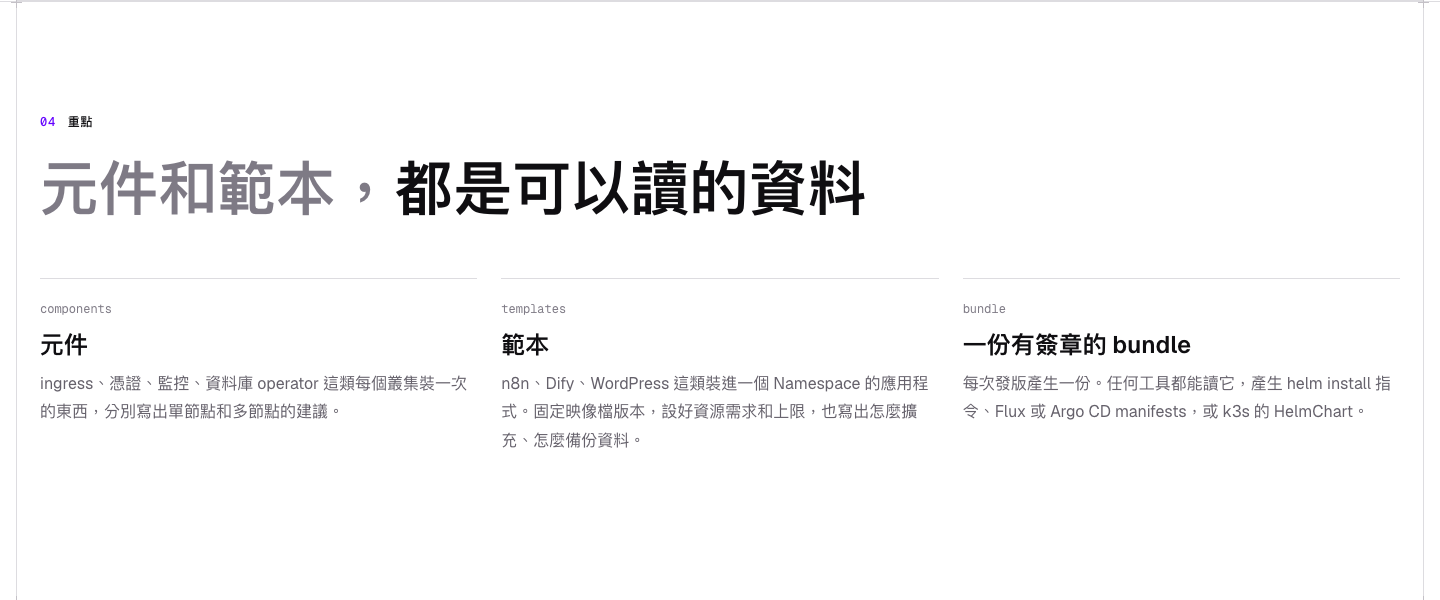 04 重點
元件和範本，都是可以讀的資料
components
元件
ingress、憑證、監控、資料庫 operator 這類每個叢集裝一次
的東西，分別寫出單節點和多節點的建議。
templates
範本
n8n、Dify、WordPress 這類裝進一個 Namespace 的應用程
式。固定映像檔版本，設好資源需求和上限，也寫出怎麼擴
充、怎麼備份資料。
bundle
一份有簽章的 bundle
每次發版產生一份。任何工具都能讀它，產生 helm install 指
令、Flux 或 Argo CD manifests，或 k3s 的 HelmChart。